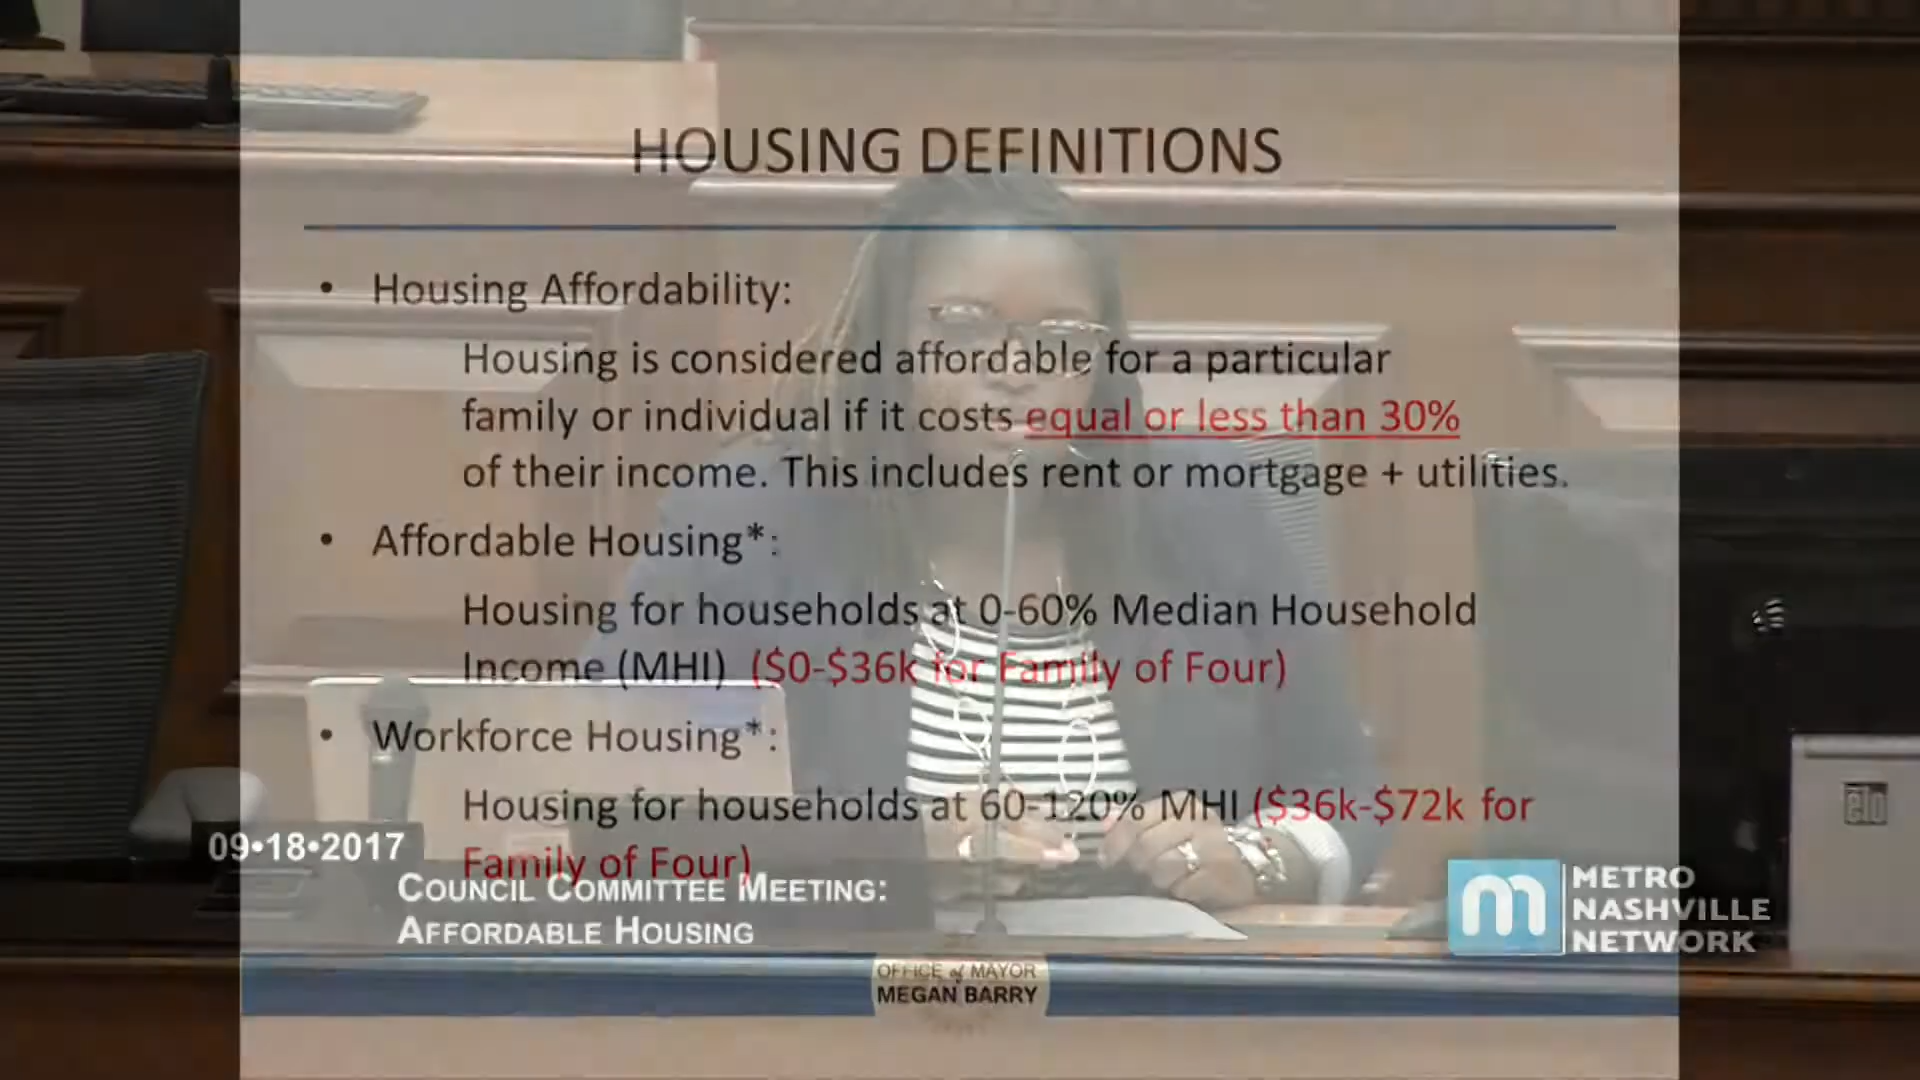 HOUSING DEFINITIONS
• Housing Affordability:
Housing is considered affordable for a particular
family or individual if it costs equal or less than 30%
of their income. This includes rent or mortgage + utilities.
• Affordable Housing*:
Housing for households at 0-60% Median Household
Income (MHI) ($0-$36k for Family of Four)
• Workforce Housing*:
Housing for households at 60-120% MHI ($36k-$72k for
Family of Four)
09•18•2017
COUNCIL COMMITTEE MEETING:
AFFORDABLE HOUSING
m METRO
NASHVILLE
NETWORK
elo
OFFICE of MAYOR
MEGAN BARRY